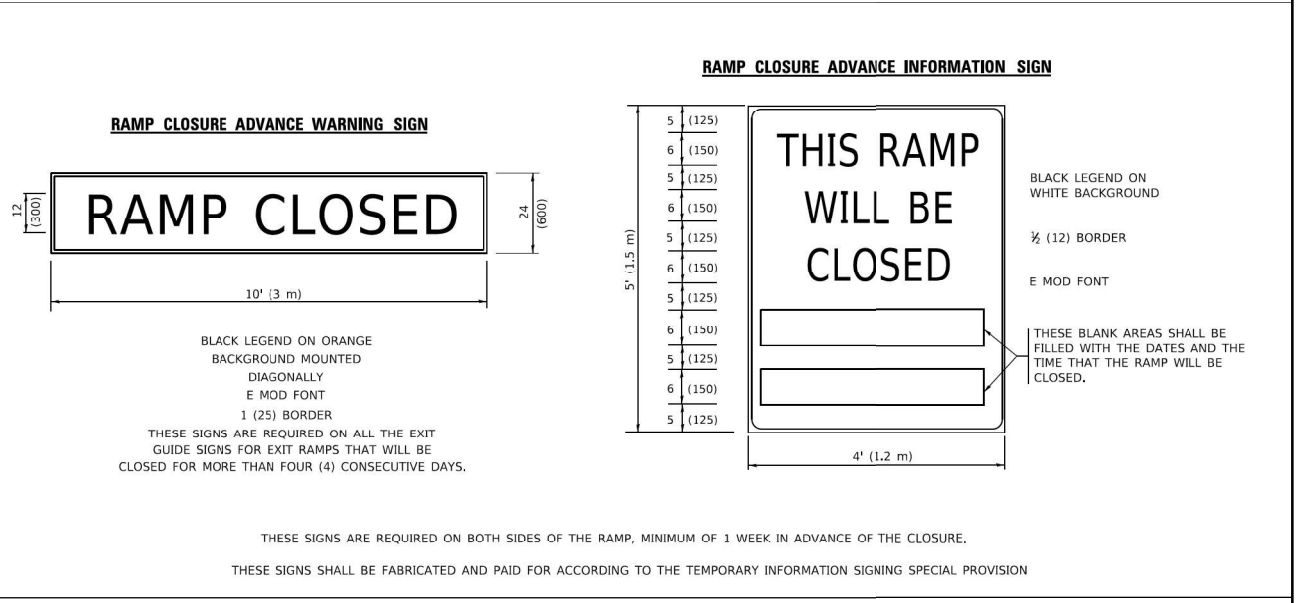 RAMP CLOSURE ADVANCE WARNING SIGN
12
(300)
RAMP CLOSED
24
(600)
10' (3 m)
BLACK LEGEND ON ORANGE
BACKGROUND MOUNTED
DIAGONALLY
E MOD FONT
1 (25) BORDER
THESE SIGNS ARE REQUIRED ON ALL THE EXIT
GUIDE SIGNS FOR EXIT RAMPS THAT WILL BE
CLOSED FOR MORE THAN FOUR (4) CONSECUTIVE DAYS.
RAMP CLOSURE ADVANCE INFORMATION SIGN
5' (1.5 m)
5 (125)
6 (150)
5 (125)
6 (150)
5 (125)
6 (150)
5 (125)
6 (150)
5 (125)
6 (150)
5 (125)
THIS RAMP
WILL BE
CLOSED
4' (1.2 m)
BLACK LEGEND ON
WHITE BACKGROUND
½ (12) BORDER
E MOD FONT
THESE BLANK AREAS SHALL BE
FILLED WITH THE DATES AND THE
TIME THAT THE RAMP WILL BE
CLOSED.
THESE SIGNS ARE REQUIRED ON BOTH SIDES OF THE RAMP, MINIMUM OF 1 WEEK IN ADVANCE OF THE CLOSURE.
THESE SIGNS SHALL BE FABRICATED AND PAID FOR ACCORDING TO THE TEMPORARY INFORMATION SIGNING SPECIAL PROVISION